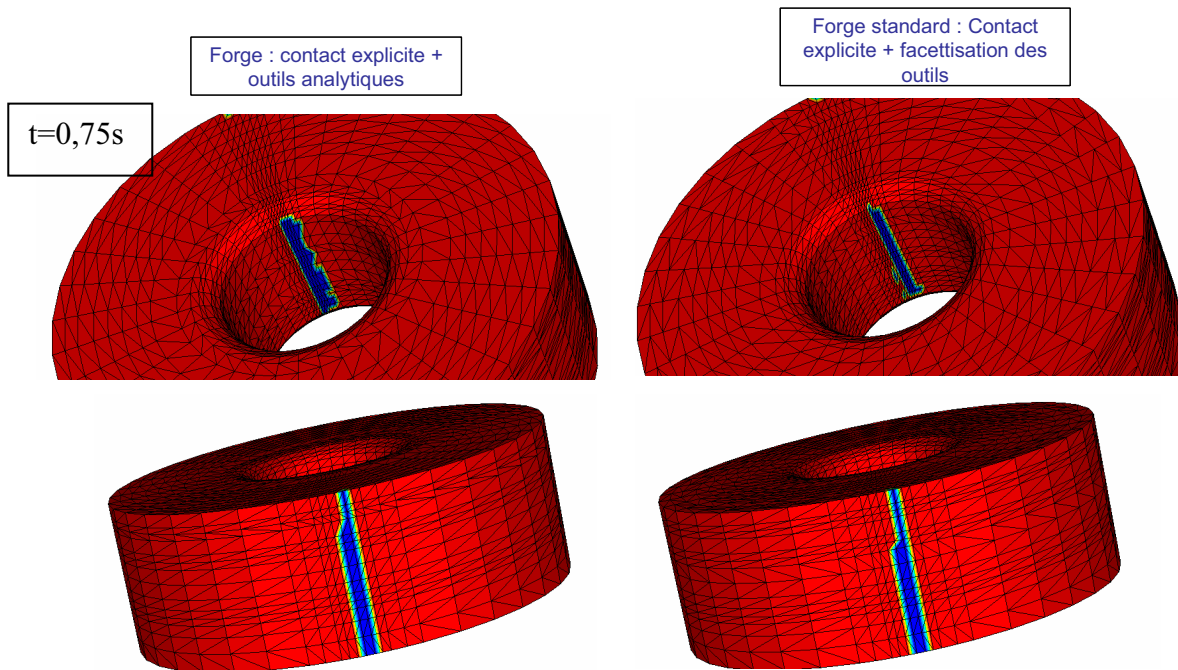 Forge : contact explicite +
outils analytiques
Forge standard : Contact
explicite + facettisation des
outils
t=0,75s